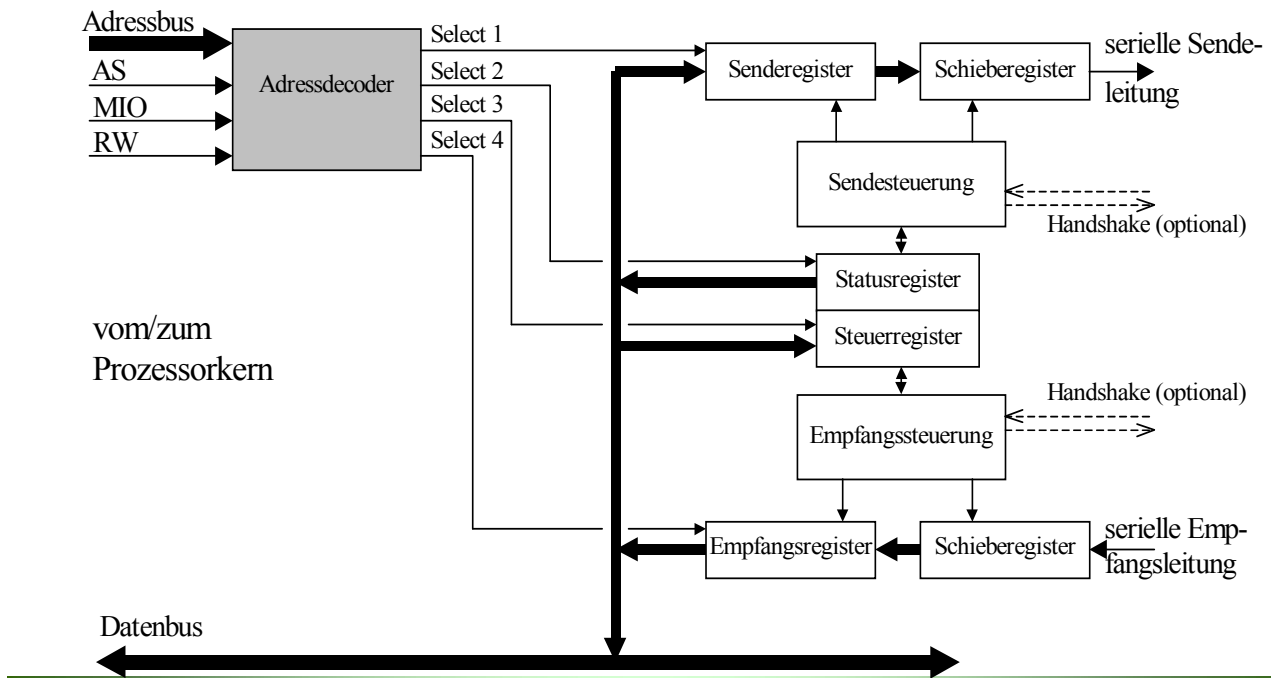 Adressbus
AS
MIO
RW
Adressdecoder
Select 1
Select 2
Select 3
Select 4
Senderegister
Schieberegister
serielle Sende-
leitung
Sendesteuerung
Handshake (optional)
Statusregister
Steuerregister
vom/zum
Prozessorkern
Handshake (optional)
Empfangssteuerung
Empfangsregister
Schieberegister
serielle Emp-
fangsleitung
Datenbus